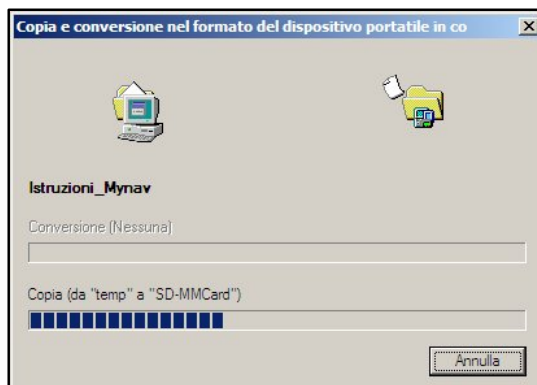 Copia e conversione nel formato del dispositivo portatile in co
Istruzioni_Mynav
Conversione (Nessuna)
Copia (da "temp" a "SD-MMCard")
Annulla